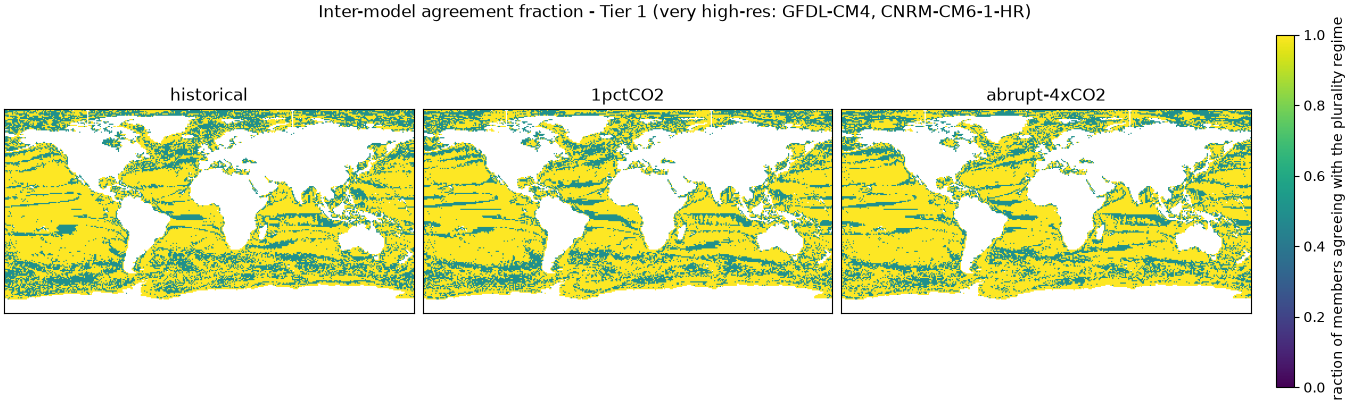 Inter-model agreement fraction - Tier 1 (very high-res: GFDL-CM4, CNRM-CM6-1-HR)
historical
1pctCO2
abrupt-4xCO2
1.0
0.8
0.6
0.4
0.2
0.0
raction of members agreeing with the plurality regime